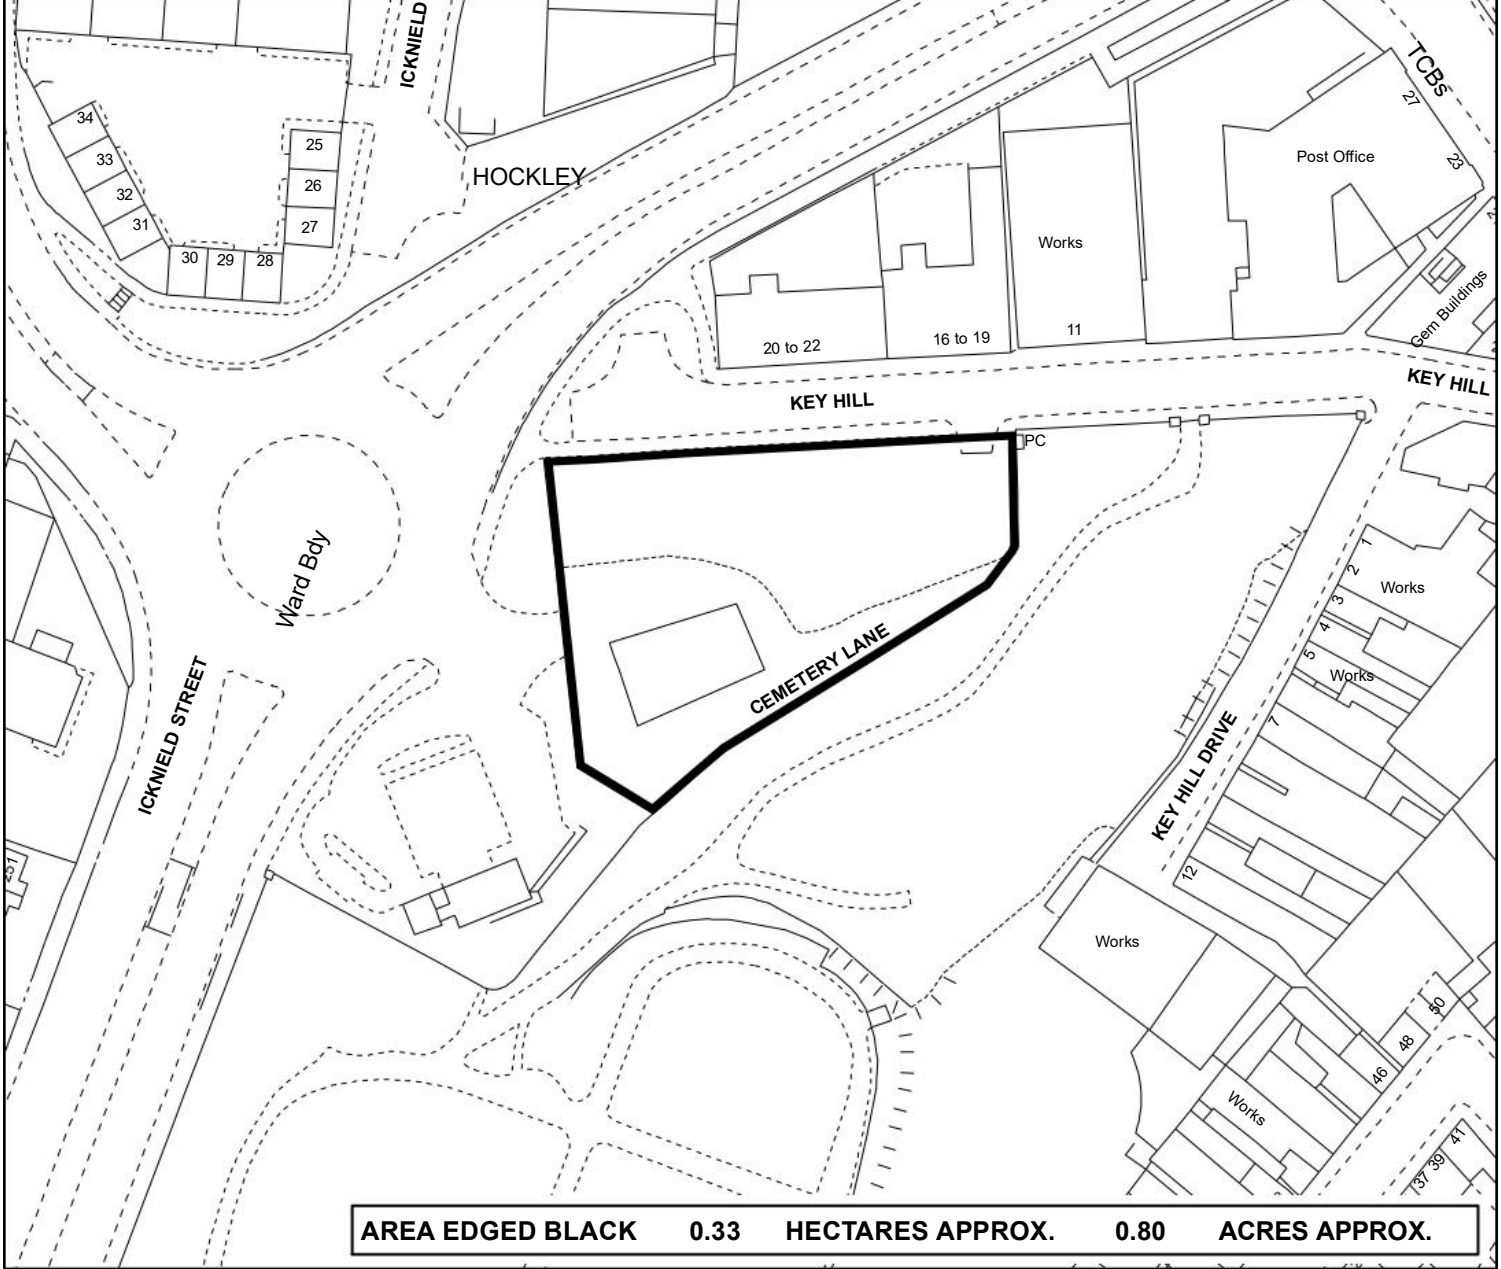 ICKNIELD
TCBs
34
33
32
31
30
29
28
25
26
27
HOCKLEY
27
23
Post Office
Works
Gem Buildings
20 to 22
16 to 19
11
KEY HILL
KEY HILL
PC
Ward Bdy
1
2
3
4
5
7
12
Works
Works
CEMETERY LANE
ICKNIELD STREET
KEY HILL DRIVE
251
Works
50
48
46
Works
41
39
37
AREA EDGED BLACK 0.33 HECTARES APPROX. 0.80 ACRES APPROX.